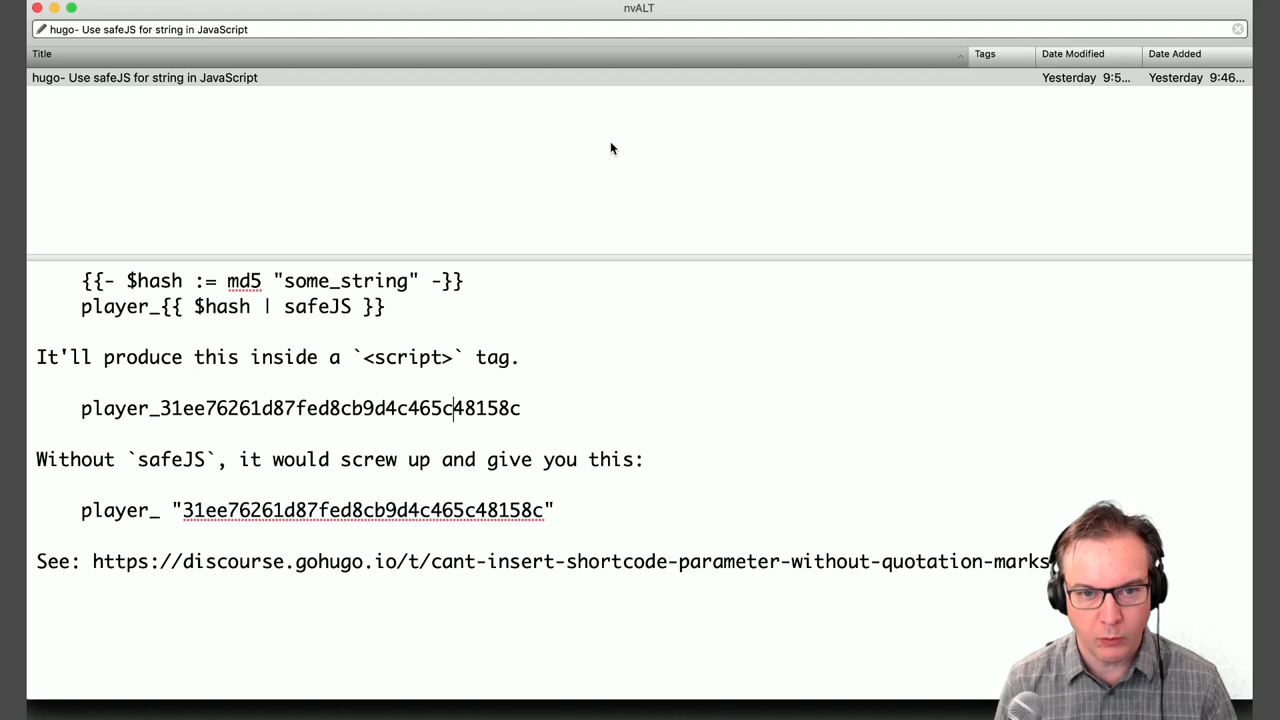 nvALT
hugo- Use safeJS for string in JavaScript
Title Tags Date Modified Date Added
hugo- Use safeJS for string in JavaScript Yesterday 9:5... Yesterday 9:46...
{{- $hash := md5 "some_string" -}}
player_{{ $hash | safeJS }}
It'll produce this inside a `<script>` tag.
player_31ee76261d87fed8cb9d4c465c48158c
Without `safeJS`, it would screw up and give you this:
player_ "31ee76261d87fed8cb9d4c465c48158c"
See: https://discourse.gohugo.io/t/cant-insert-shortcode-parameter-without-quotation-marks